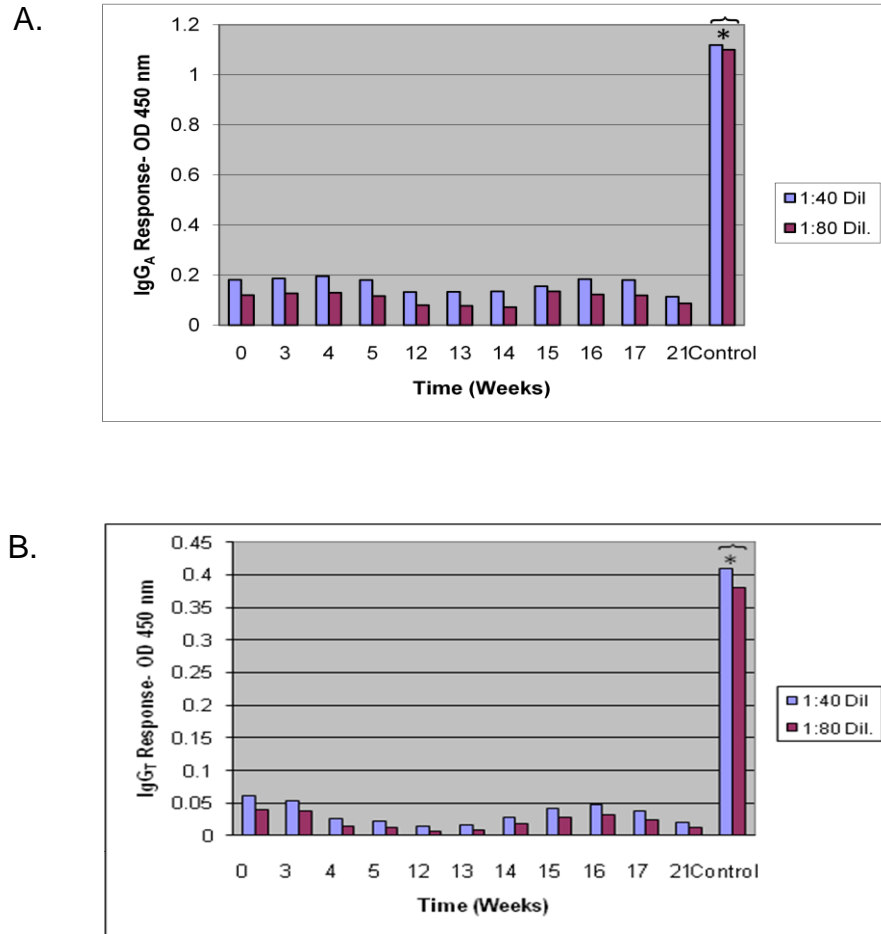 A.
1.2
*
1
0.8
0.6
0.4
0.2
0
IgGA Response- OD 450 nm
0 3 4 5 12 13 14 15 16 17 21Control
Time (Weeks)
1:40 Dil
1:80 Dil.
B.
0.45
*
0.4
0.35
0.3
0.25
0.2
0.15
0.1
0.05
0
IgGT Response- OD 450 nm
0 3 4 5 12 13 14 15 16 17 21Control
Time (Weeks)
1:40 Dil
1:80 Dil.